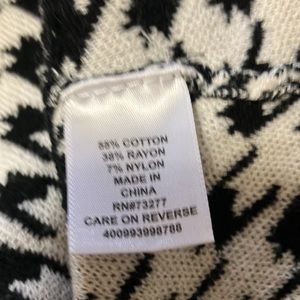 55% COTTON
38% RAYON
7% NYLON
MADE IN
CHINA
RN#73277
CARE ON REVERSE
400993998788